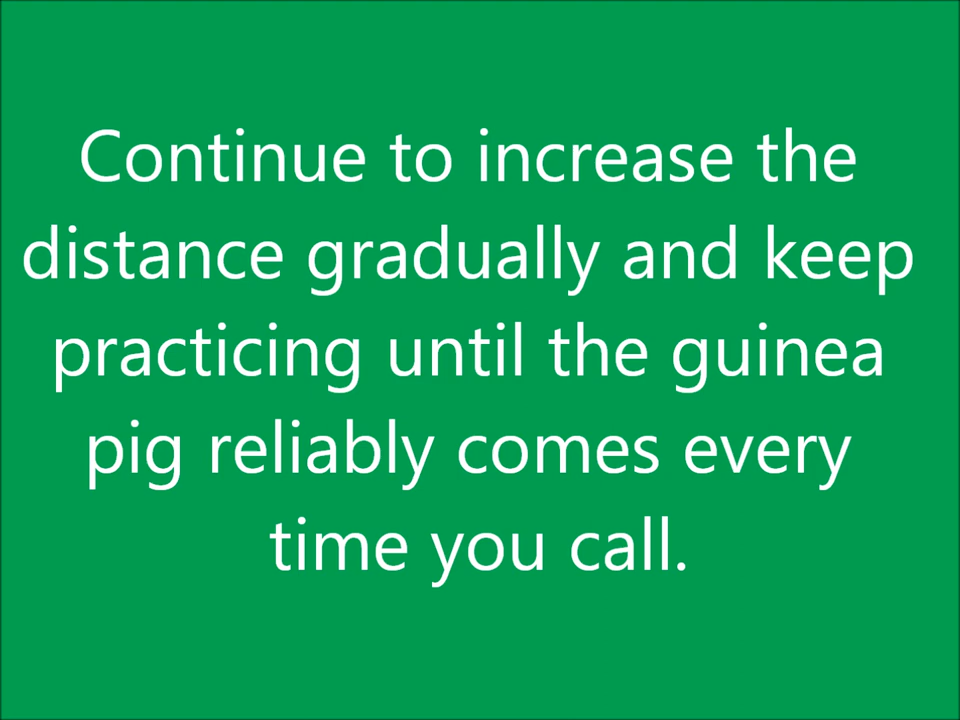 Continue to increase the
distance gradually and keep
practicing until the guinea
pig reliably comes every
time you call.